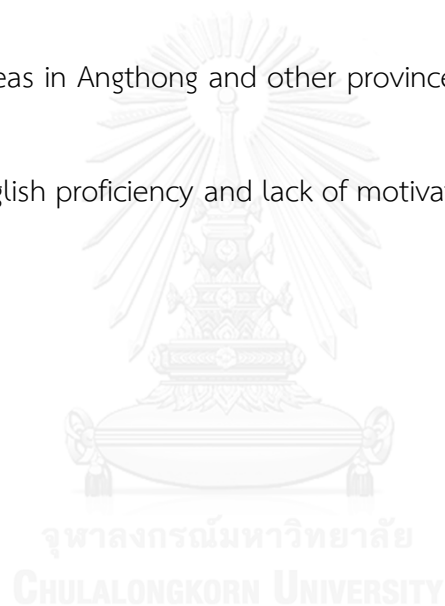 eas in Angthong and other province
glish proficiency and lack of motiva
จุฬาลงกรณ์มหาวิทยาลัย
CHULALONGKORN UNIVERSITY